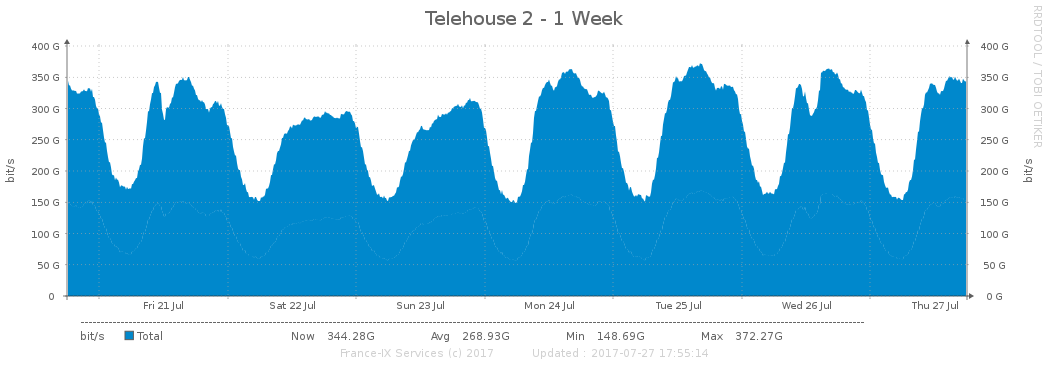 Telehouse 2 - 1 Week
RRDTOOL / TOBI OETIKER
400 G 400 G
350 G 350 G
300 G 300 G
250 G 250 G
200 G 200 G
150 G 150 G
100 G 100 G
50 G 50 G
0 0 G
bit/s
bit/s
Fri 21 Jul Sat 22 Jul Sun 23 Jul Mon 24 Jul Tue 25 Jul Wed 26 Jul Thu 27 Jul
bit/s Total Now 344.28G Avg 268.93G Min 148.69G Max 372.27G
France-IX Services (c) 2017 Updated : 2017-07-27 17:55:14